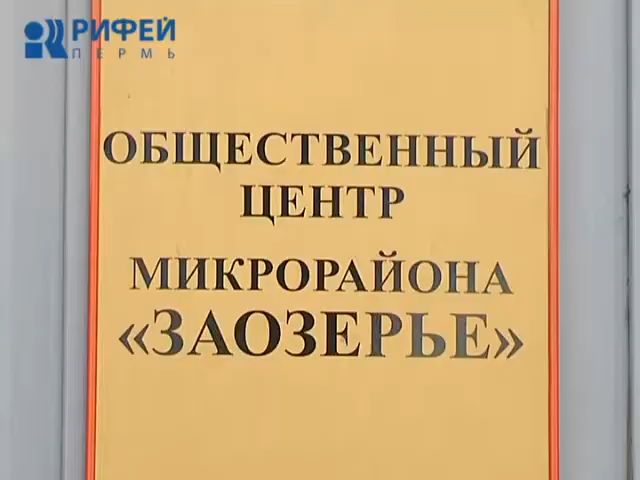 РИФЕЙ
ПЕРМЬ
ОБЩЕСТВЕННЫЙ
ЦЕНТР
МИКРОРАЙОНА
«ЗАОЗЕРЬЕ»